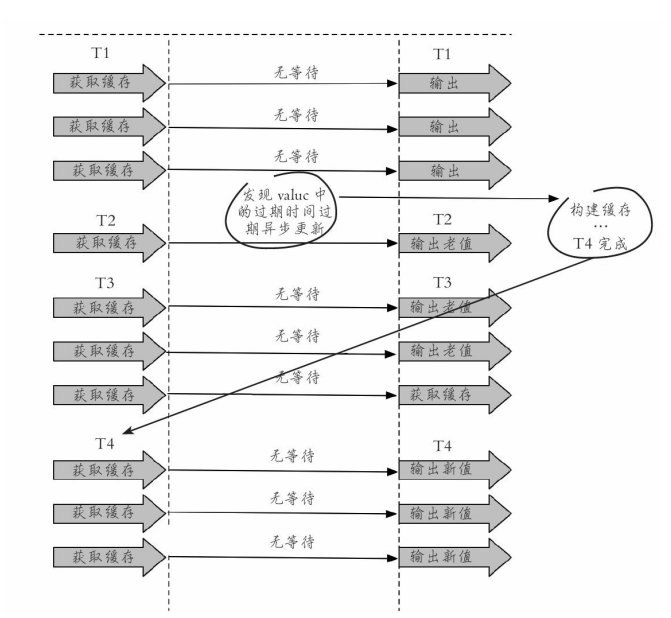 T1 T1
获取缓存 无等待 输出
获取缓存 无等待 输出
获取缓存 无等待 输出
发现 valuc 中
的过期时间过
期异步更新
构建缓存
…
T4 完成
T2 T2
获取缓存 输出老值
T3 T3
获取缓存 无等待 输出老值
获取缓存 无等待 输出老值
获取缓存 无等待 获取缓存
T4 T4
获取缓存 无等待 输出新值
获取缓存 无等待 输出新值
获取缓存 无等待 输出新值